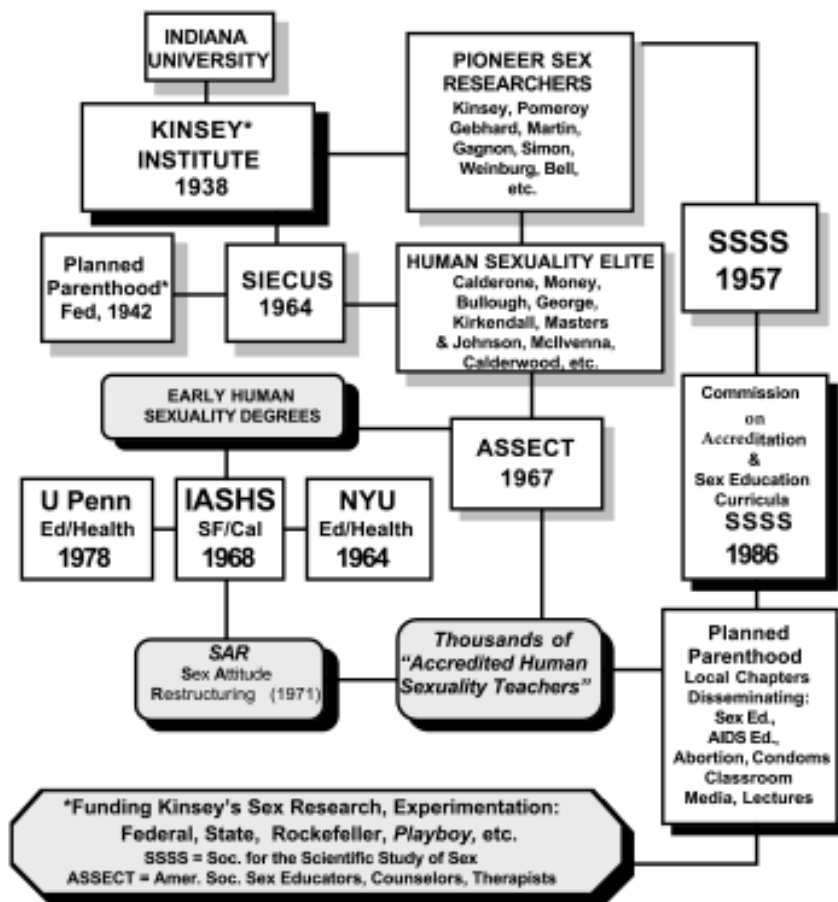 INDIANA
UNIVERSITY
PIONEER SEX
RESEARCHERS
Kinsey, Pomeroy
Gebhard, Martin,
Gagnon, Simon,
Weinburg, Bell,
etc.
KINSEY*
INSTITUTE
1938
SSSS
1957
Planned
Parenthood*
Fed, 1942
SIECUS
1964
HUMAN SEXUALITY ELITE
Calderone, Money,
Bullough, George,
Kirkendall, Masters
& Johnson, McIlvenna,
Calderwood, etc.
EARLY HUMAN
SEXUALITY DEGREES
ASSECT
1967
Commission
on
Accreditation
&
Sex Education
Curricula
SSSS
1986
U Penn
Ed/Health
1978
IASHS
SF/Cal
1968
NYU
Ed/Health
1964
SAR
Sex Attitude
Restructuring (1971)
Thousands of
“Accredited Human
Sexuality Teachers”
Planned
Parenthood
Local Chapters
Disseminating:
Sex Ed.,
AIDS Ed.,
Abortion, Condoms
Classroom
Media, Lectures
*Funding Kinsey's Sex Research, Experimentation:
Federal, State, Rockefeller, Playboy, etc.
SSSS = Soc. for the Scientific Study of Sex
ASSECT = Amer. Soc. Sex Educators, Counselors, Therapists